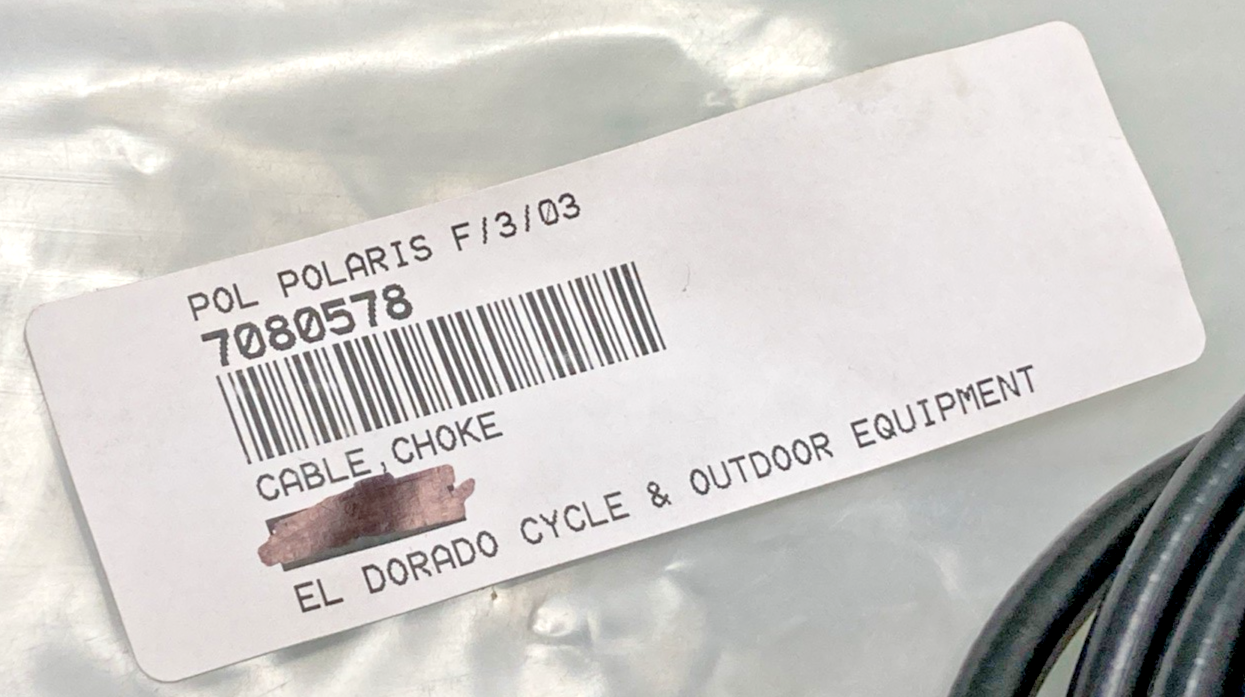 POL POLARIS F/3/03
7080578
CABLE,CHOKE
EL DORADO CYCLE & OUTDOOR EQUIPMENT